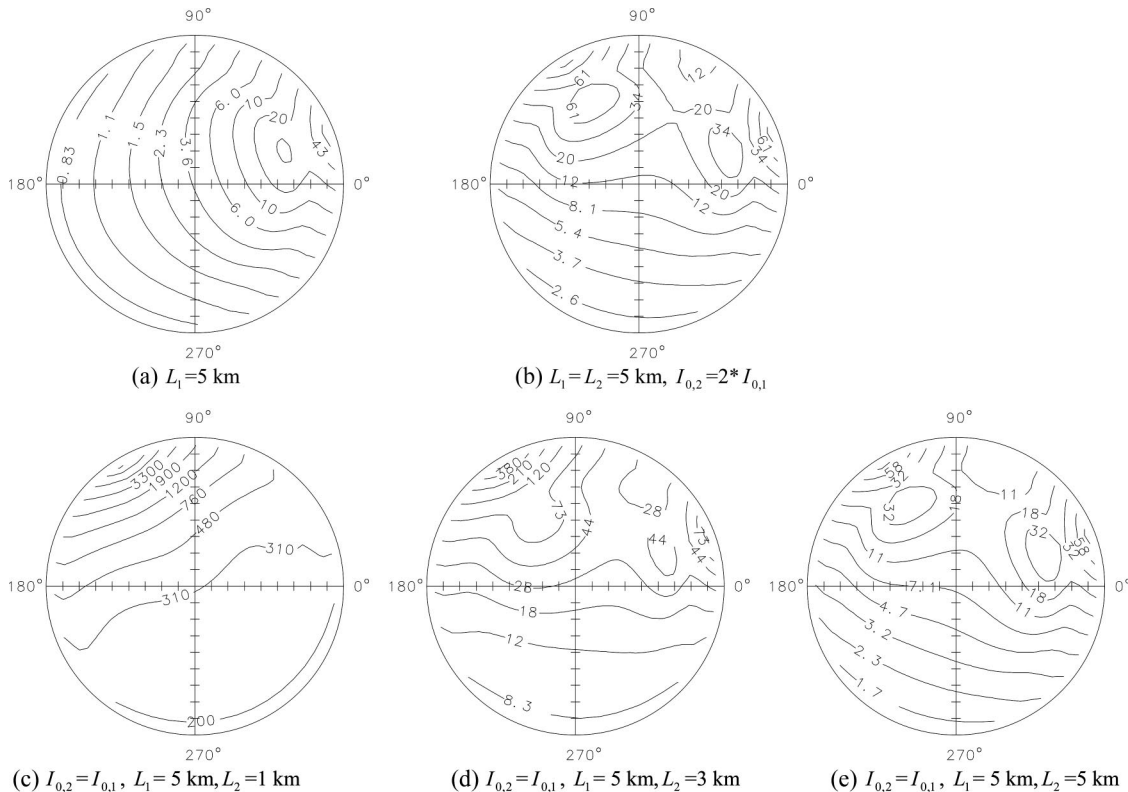 90° 90°
0.83 1.1 1.5 2.3 3.6 6.0 10 20 43 6.0 10
180° 0°
270°
61 61 34 12 20 34 61 34 20 12 20 12 8.1 5.4 3.7 2.6
180° 0°
270°
(a) L₁=5 km (b) L₁=L₂=5 km, I₀,₂=2* I₀,₁
90° 90° 90°
3300 1900 1200 760 480 310 310 200
180° 0°
270°
380 210 120 73 44 28 44 73 44 28 18 12 8.3
180° 0°
270°
58 32 32 18 11 18 32 58 32 11 7.1 18 11 4.7 3.2 2.3 1.7
180° 0°
270°
(c) I₀,₂=I₀,₁, L₁=5 km, L₂=1 km (d) I₀,₂=I₀,₁, L₁=5 km, L₂=3 km (e) I₀,₂=I₀,₁, L₁=5 km, L₂=5 km